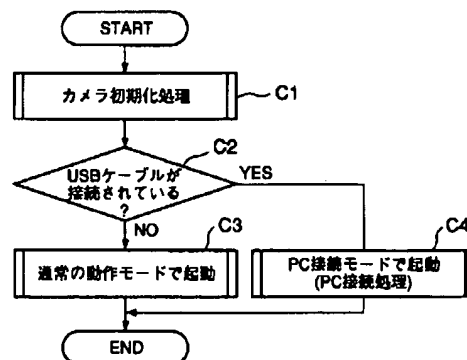 START
カメラ初期化処理
C1
C2
USBケーブルが
接続されている
?
YES
NO
C3
通常の動作モードで起動
C4
PC接続モードで起動
(PC接続処理)
END